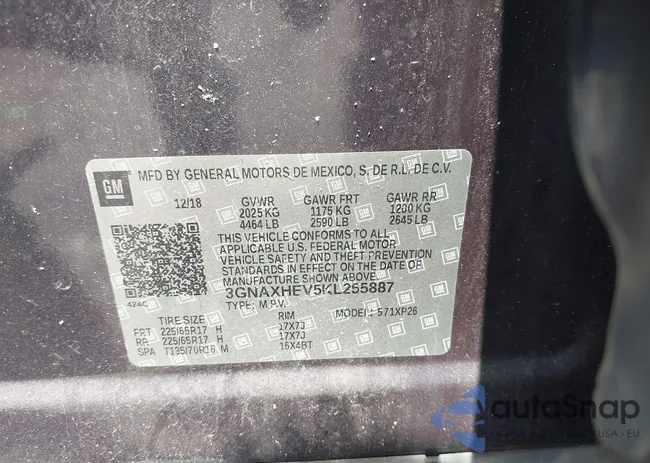 GM
MFD BY GENERAL MOTORS DE MEXICO, S. DE R.L. DE C.V.
12/18 GVWR GAWR FRT GAWR RR
2025 KG 1175 KG 1200 KG
4464 LB 2590 LB 2645 LB
THIS VEHICLE CONFORMS TO ALL
APPLICABLE U.S. FEDERAL MOTOR
VEHICLE SAFETY AND THEFT PREVENTION
STANDARDS IN EFFECT ON THE DATE OF
MANUFACTURE SHOWN ABOVE.
424C 3GNAXHEV5KL255887
TYPE: M.P.V. MODEL: 571XP26
TIRE SIZE RIM
FRT 225/65R17 H 17X7J
RR 225/65R17 H 17X7J
SPA T135/70R16 M 16X4BT
autoSnap
USA - EU